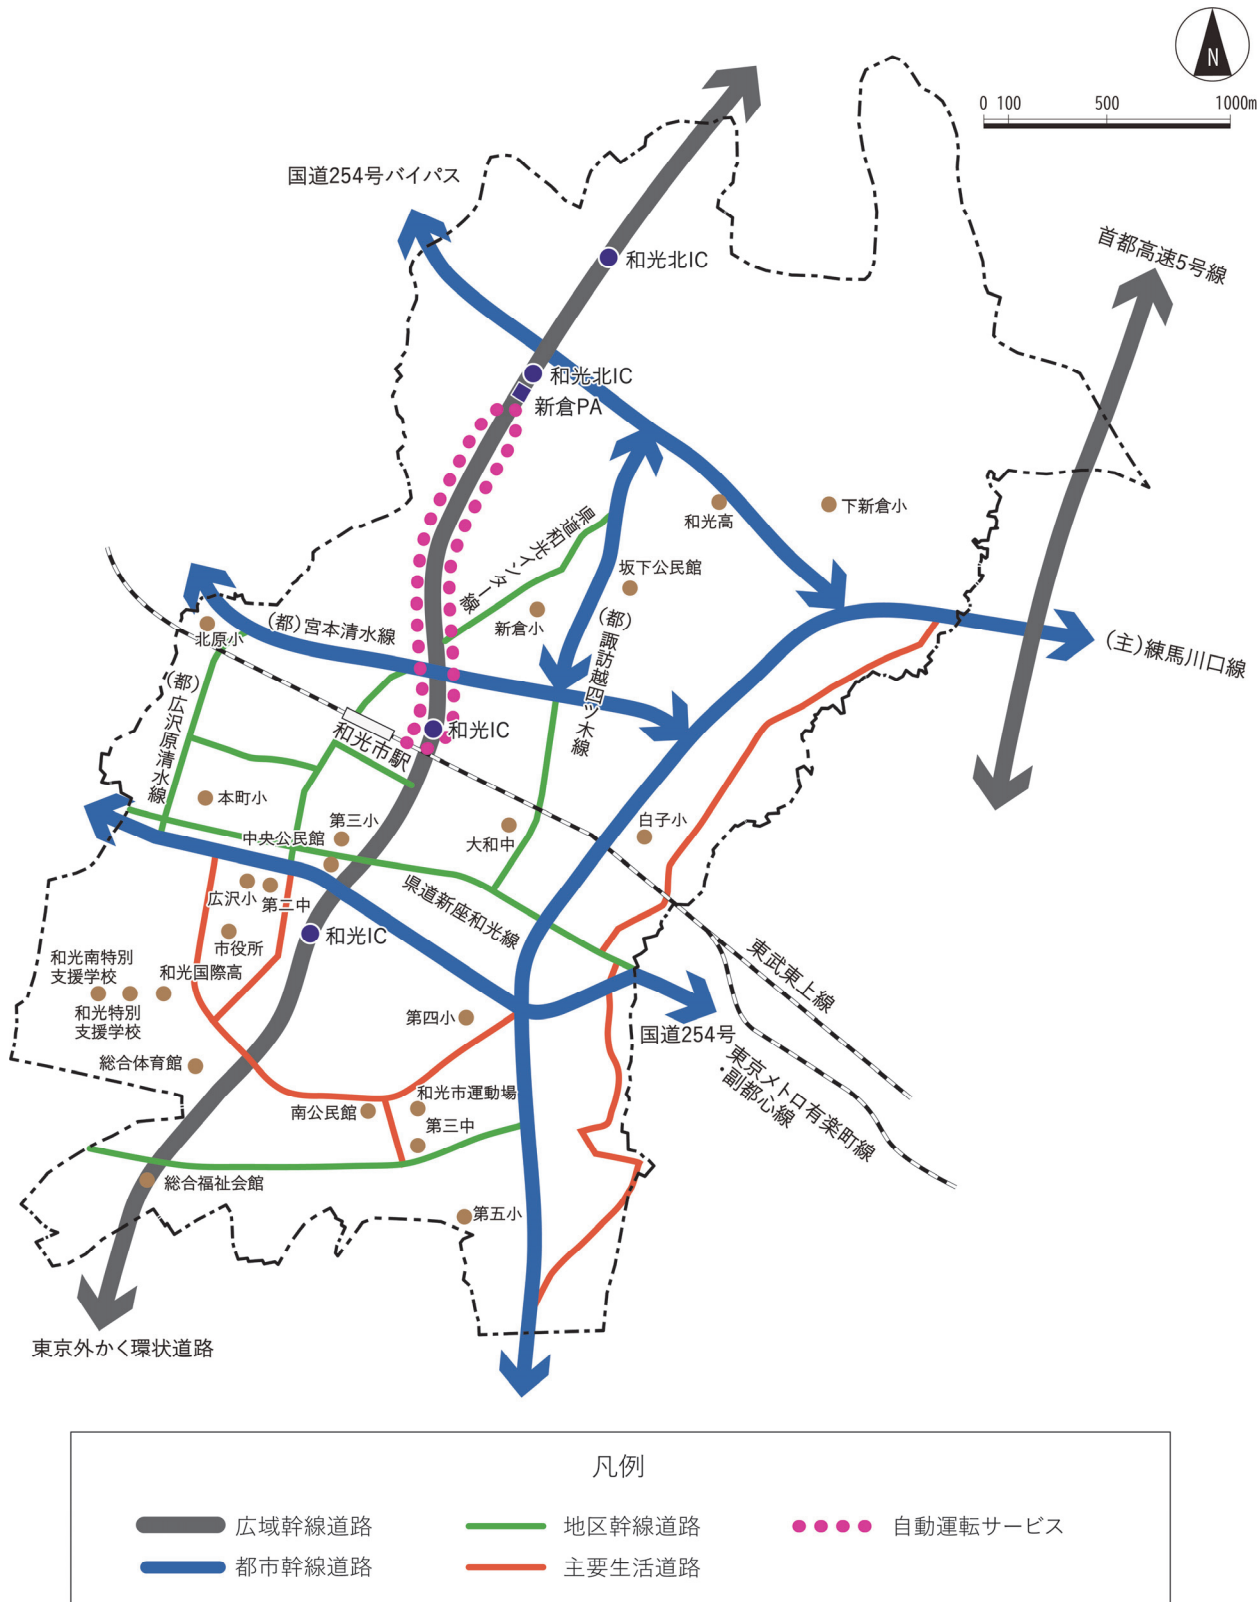 N
0 100 500 1000m
国道254号バイパス
和光北IC
首都高速5号線
和光北IC
新倉PA
県道和光インター線
和光高
下新倉小
坂下公民館
新倉小
(都)諏訪越四ツ木線
(都)宮本清水線
北原小
(主)練馬川口線
(都)広沢原清水線
和光市駅
和光IC
本町小
第三小
中央公民館
大和中
白子小
広沢小
第二中
県道新座和光線
市役所
和光IC
和光南特別
支援学校
和光国際高
和光特別
支援学校
東武東上線
第四小
国道254号
総合体育館
東京メトロ有楽町線
・副都心線
和光市運動場
南公民館
第三中
総合福祉会館
第五小
東京外かく環状道路
凡例
広域幹線道路
地区幹線道路
自動運転サービス
都市幹線道路
主要生活道路